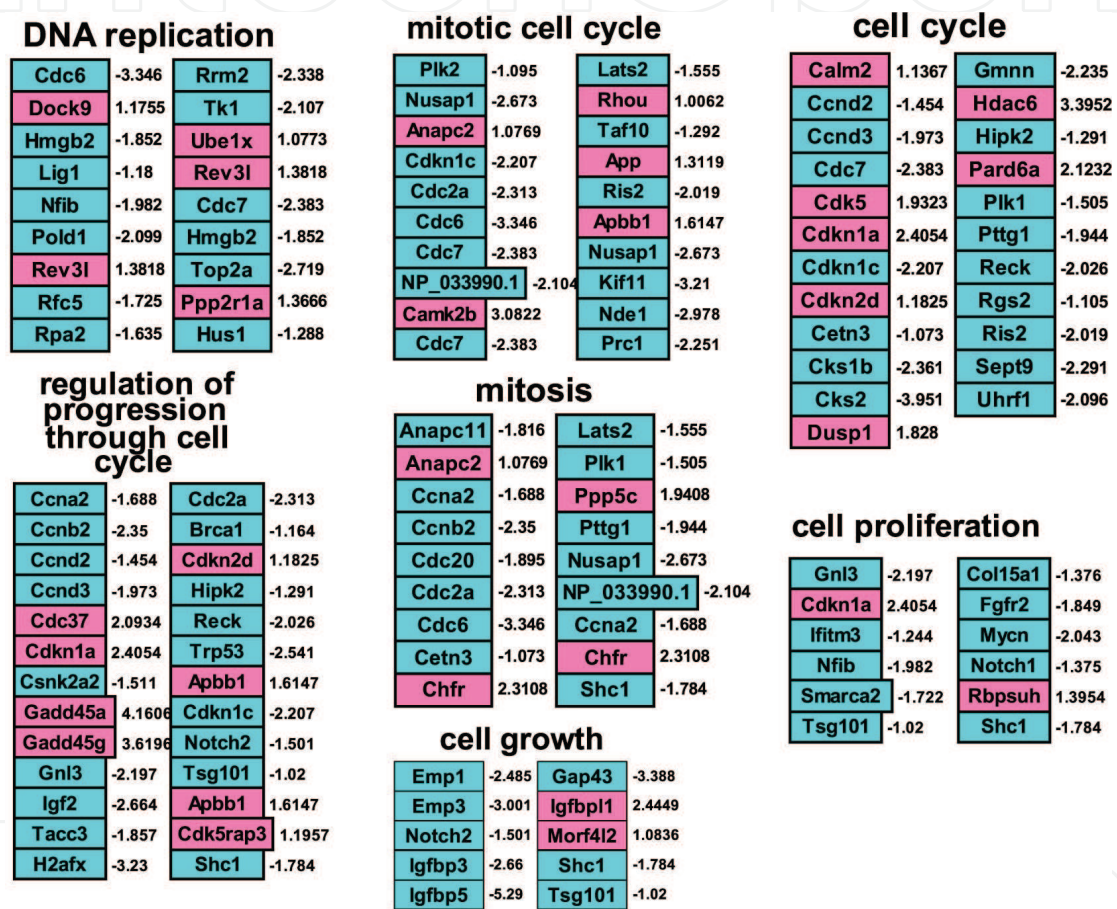 DNA replication
Cdc6 -3.346 Rrm2 -2.338
Dock9 1.1755 Tk1 -2.107
Hmgb2 -1.852 Ube1x 1.0773
Lig1 -1.18 Rev3l 1.3818
Nfib -1.982 Cdc7 -2.383
Pold1 -2.099 Hmgb2 -1.852
Rev3l 1.3818 Top2a -2.719
Rfc5 -1.725 Ppp2r1a 1.3666
Rpa2 -1.635 Hus1 -1.288
mitotic cell cycle
Plk2 -1.095 Lats2 -1.555
Nusap1 -2.673 Rhou 1.0062
Anapc2 1.0769 Taf10 -1.292
Cdkn1c -2.207 App 1.3119
Cdc2a -2.313 Ris2 -2.019
Cdc6 -3.346 Apbb1 1.6147
Cdc7 -2.383 Nusap1 -2.673
NP_033990.1 -2.104 Kif11 -3.21
Camk2b 3.0822 Nde1 -2.978
Cdc7 -2.383 Prc1 -2.251
cell cycle
Calm2 1.1367 Gmnn -2.235
Ccnd2 -1.454 Hdac6 3.3952
Ccnd3 -1.973 Hipk2 -1.291
Cdc7 -2.383 Pard6a 2.1232
Cdk5 1.9323 Plk1 -1.505
Cdkn1a 2.4054 Pttg1 -1.944
Cdkn1c -2.207 Reck -2.026
Cdkn2d 1.1825 Rgs2 -1.105
Cetn3 -1.073 Ris2 -2.019
Cks1b -2.361 Sept9 -2.291
Cks2 -3.951 Uhrf1 -2.096
Dusp1 1.828
regulation of
progression
through cell
cycle
Ccna2 -1.688 Cdc2a -2.313
Ccnb2 -2.35 Brca1 -1.164
Ccnd2 -1.454 Cdkn2d 1.1825
Ccnd3 -1.973 Hipk2 -1.291
Cdc37 2.0934 Reck -2.026
Cdkn1a 2.4054 Trp53 -2.541
Csnk2a2 -1.511 Apbb1 1.6147
Gadd45a 4.1606 Cdkn1c -2.207
Gadd45g 3.6196 Notch2 -1.501
Gnl3 -2.197 Tsg101 -1.02
Igf2 -2.664 Apbb1 1.6147
Tacc3 -1.857 Cdk5rap3 1.1957
H2afx -3.23 Shc1 -1.784
mitosis
Anapc11 -1.816 Lats2 -1.555
Anapc2 1.0769 Plk1 -1.505
Ccna2 -1.688 Ppp5c 1.9408
Ccnb2 -2.35 Pttg1 -1.944
Cdc20 -1.895 Nusap1 -2.673
Cdc2a -2.313 NP_033990.1 -2.104
Cdc6 -3.346 Ccna2 -1.688
Cetn3 -1.073 Chfr 2.3108
Chfr 2.3108 Shc1 -1.784
cell growth
Emp1 -2.485 Gap43 -3.388
Emp3 -3.001 Igfbpl1 2.4449
Notch2 -1.501 Morf4l2 1.0836
Igfbp3 -2.66 Shc1 -1.784
Igfbp5 -5.29 Tsg101 -1.02
cell proliferation
Gnl3 -2.197 Col15a1 -1.376
Cdkn1a 2.4054 Fgfr2 -1.849
Ifitm3 -1.244 Mycn -2.043
Nfib -1.982 Notch1 -1.375
Smarca2 -1.722 Rbpsuh 1.3954
Tsg101 -1.02 Shc1 -1.784